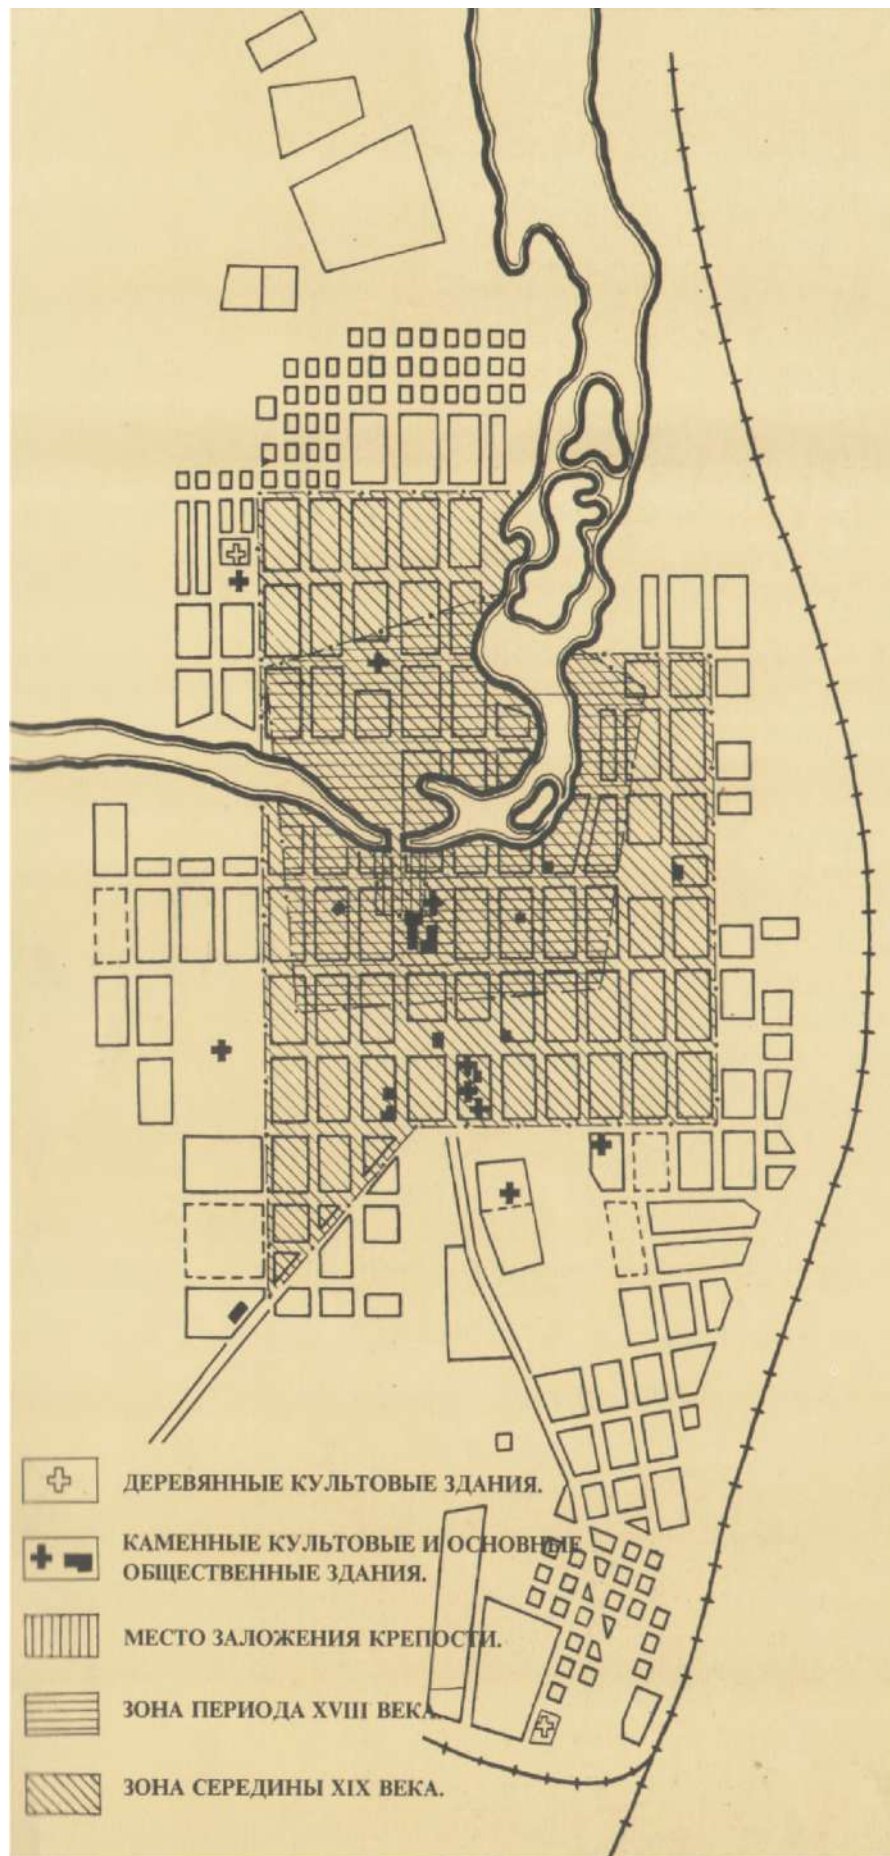 ДЕРЕВЯННЫЕ КУЛЬТОВЫЕ ЗДАНИЯ.
КАМЕННЫЕ КУЛЬТОВЫЕ И ОСНОВНЫЕ
ОБЩЕСТВЕННЫЕ ЗДАНИЯ.
МЕСТО ЗАЛОЖЕНИЯ КРЕПОСТИ.
ЗОНА ПЕРИОДА XVIII ВЕКА.
ЗОНА СЕРЕДИНЫ XIX ВЕКА.